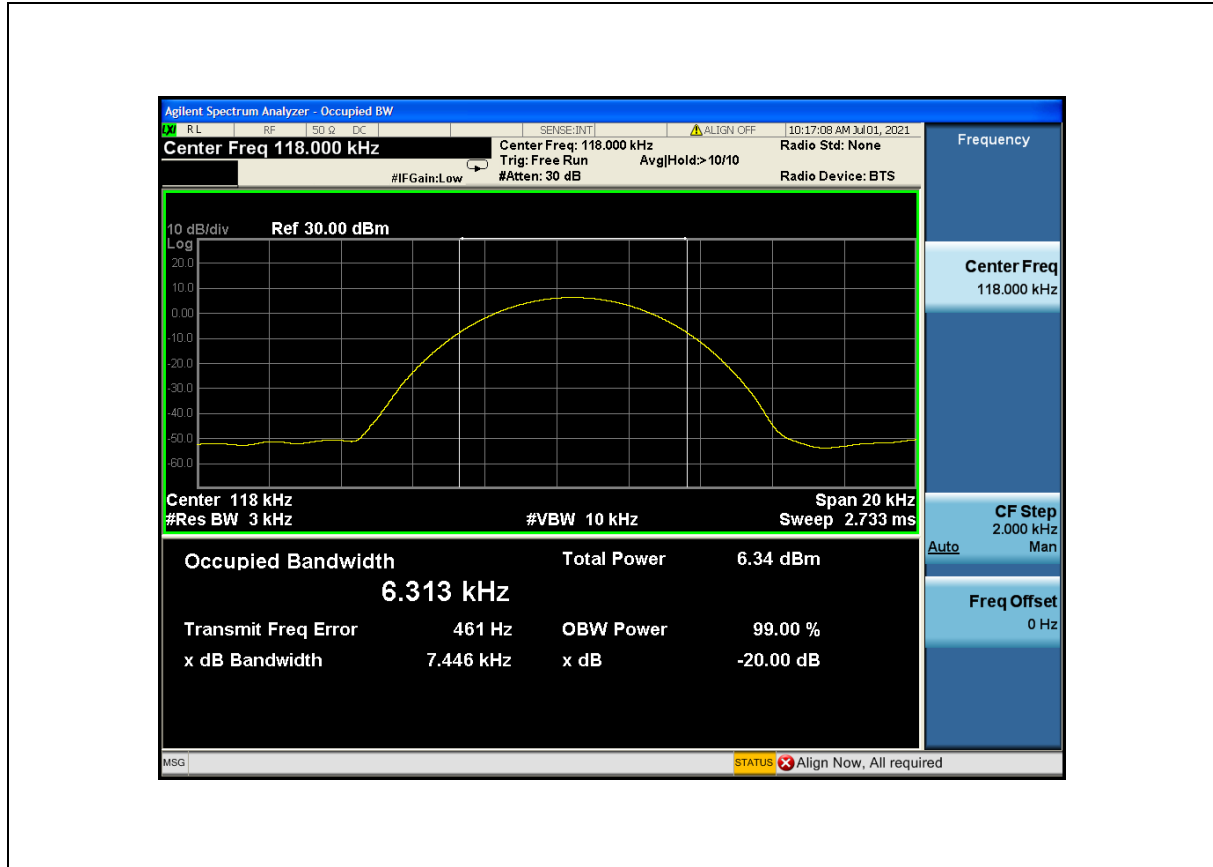 Agilent Spectrum Analyzer - Occupied BW
LXI RL RF 50 Ω DC SENSE:INT ALIGN OFF 10:17:08 AM Jul 01, 2021
Center Freq 118.000 kHz
Center Freq: 118.000 kHz Radio Std: None
Trig: Free Run Avg|Hold:>10/10
#IFGain:Low #Atten: 30 dB Radio Device: BTS
10 dB/div Ref 30.00 dBm
Log
20.0
10.0
0.00
-10.0
-20.0
-30.0
-40.0
-50.0
-60.0
Center 118 kHz Span 20 kHz
#Res BW 3 kHz #VBW 10 kHz Sweep 2.733 ms
Occupied Bandwidth Total Power 6.34 dBm
6.313 kHz
Transmit Freq Error 461 Hz OBW Power 99.00 %
x dB Bandwidth 7.446 kHz x dB -20.00 dB
Frequency
Center Freq
118.000 kHz
CF Step
2.000 kHz
Auto Man
Freq Offset
0 Hz
MSG STATUS Align Now, All required